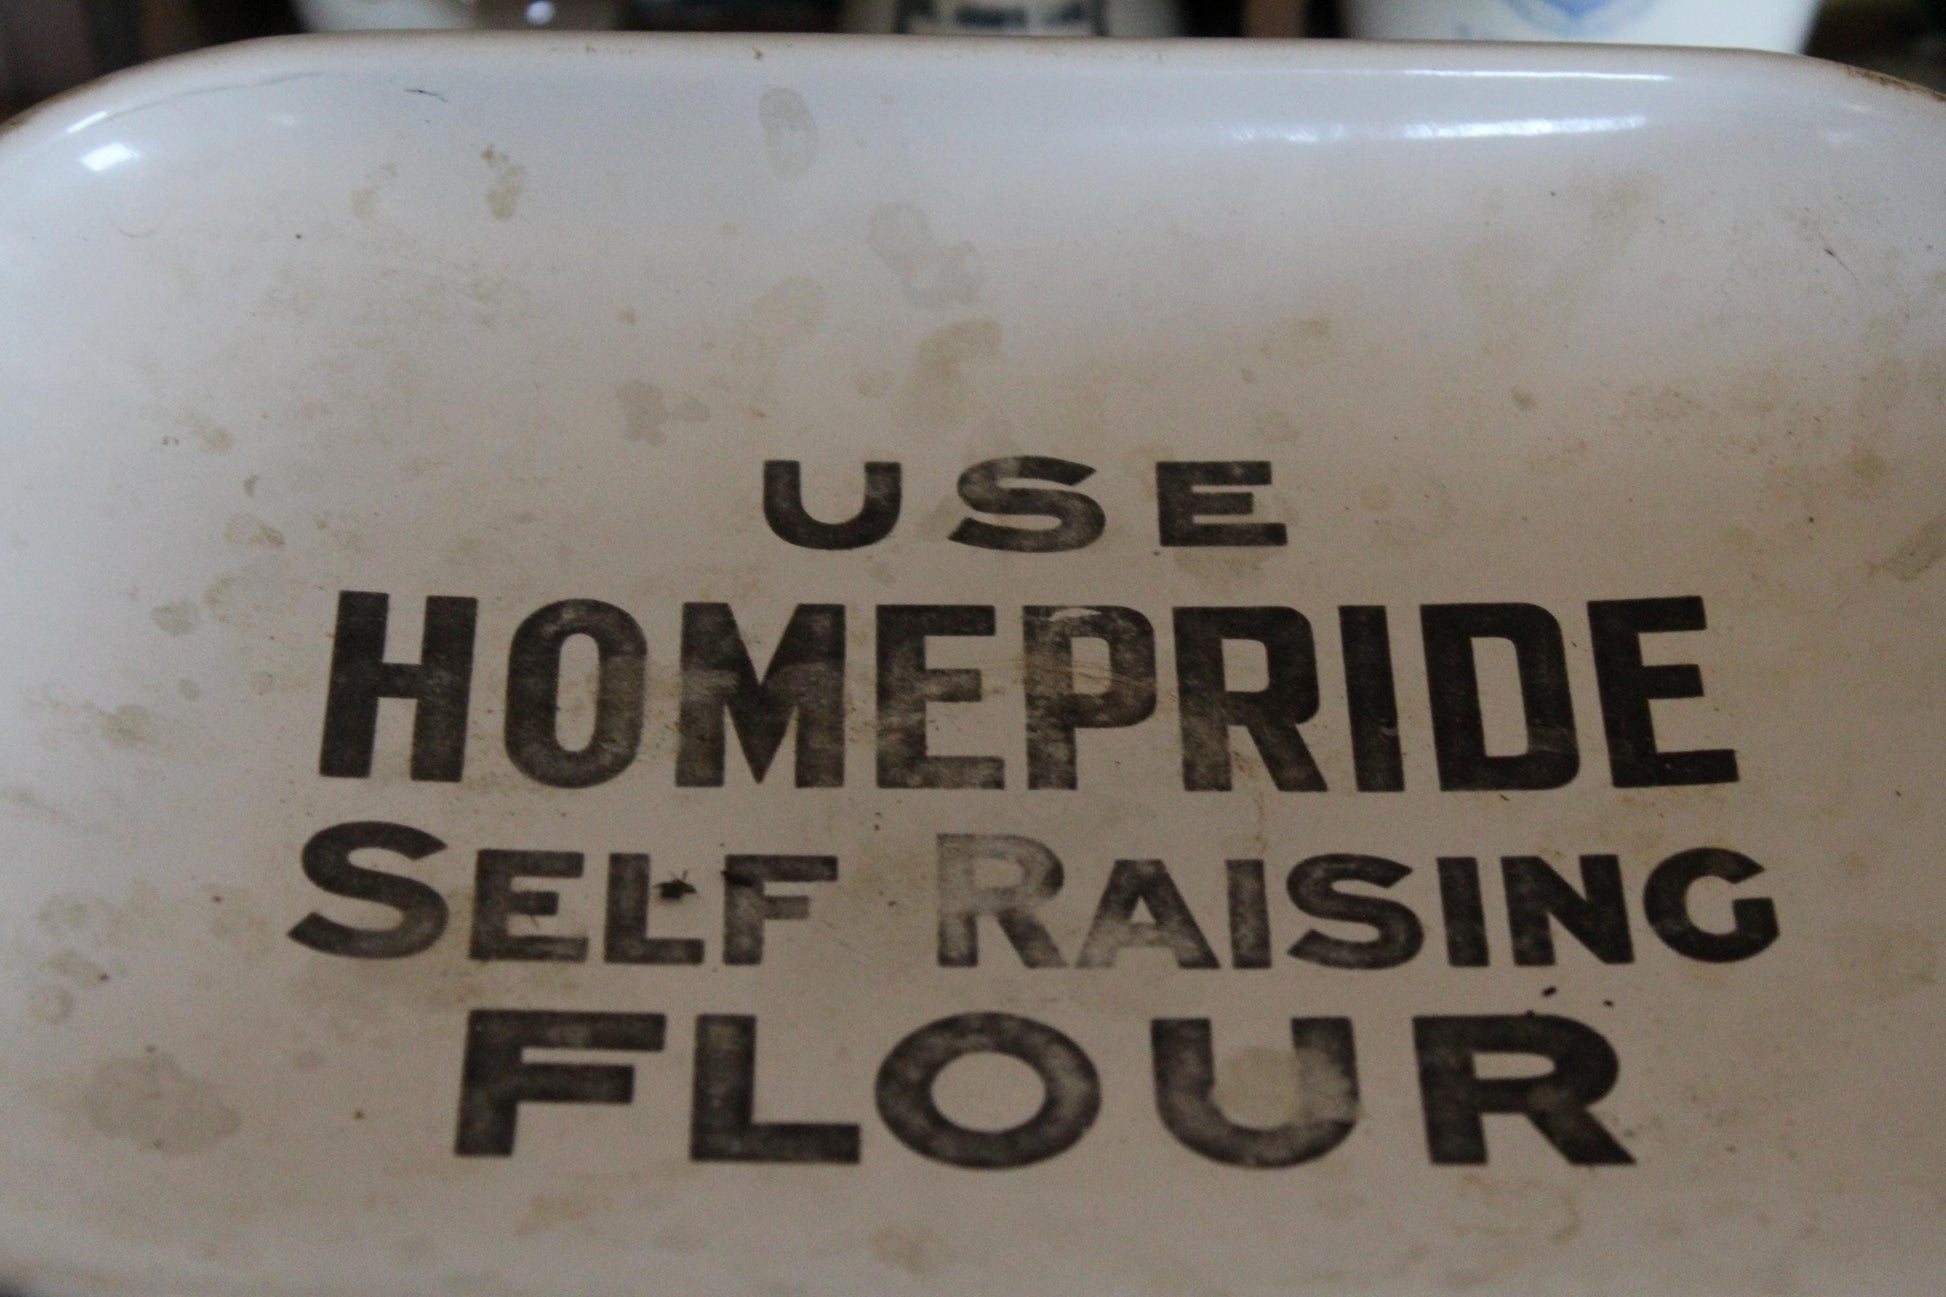 USE
HOMEPRIDE
SELF RAISING
FLOUR